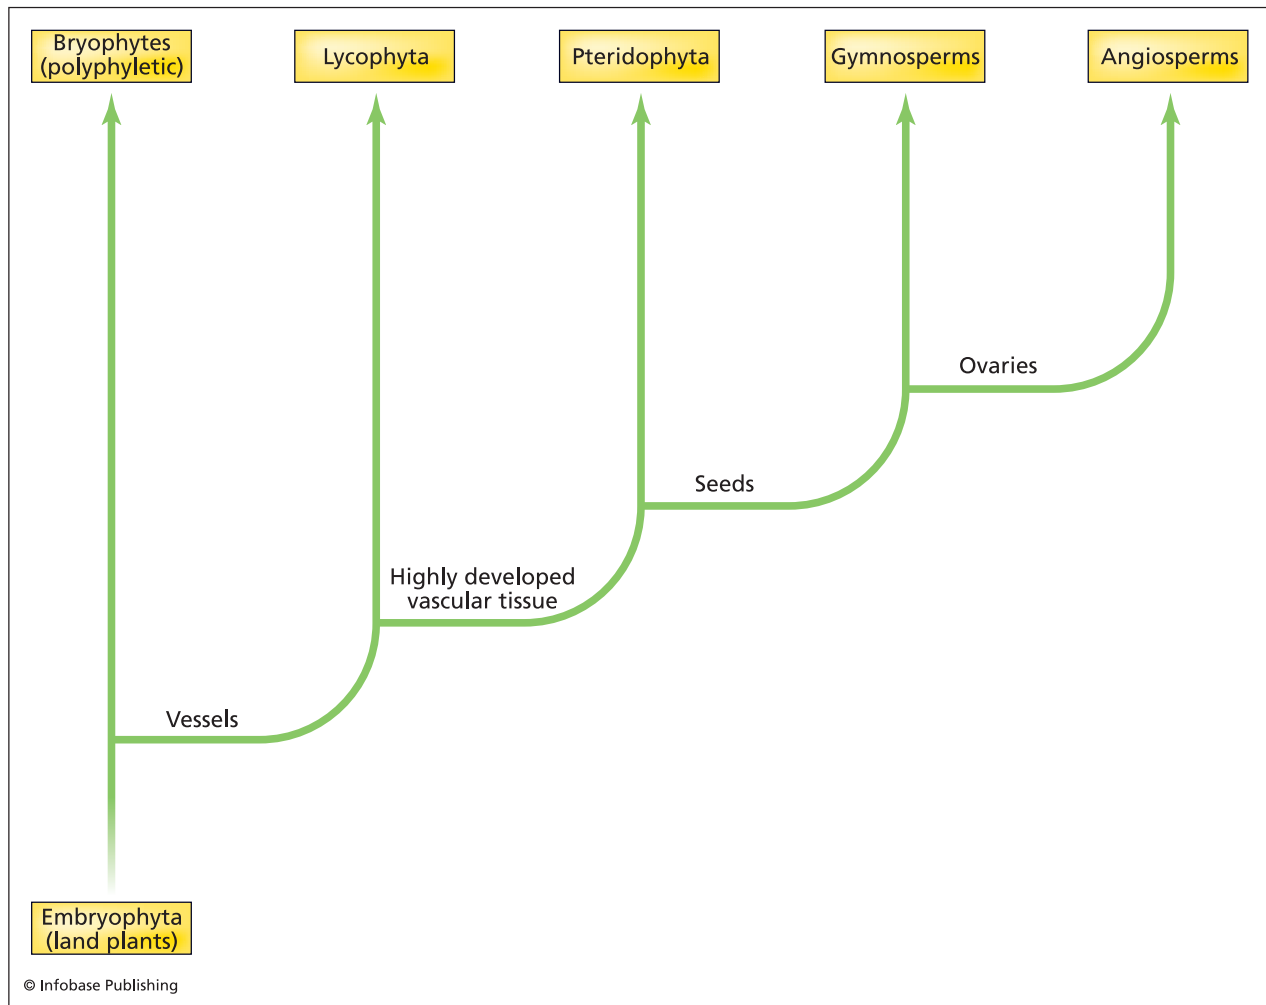 Bryophytes
(polyphyletic)
Lycophyta
Pteridophyta
Gymnosperms
Angiosperms
Ovaries
Seeds
Highly developed
vascular tissue
Vessels
Embryophyta
(land plants)
© Infobase Publishing